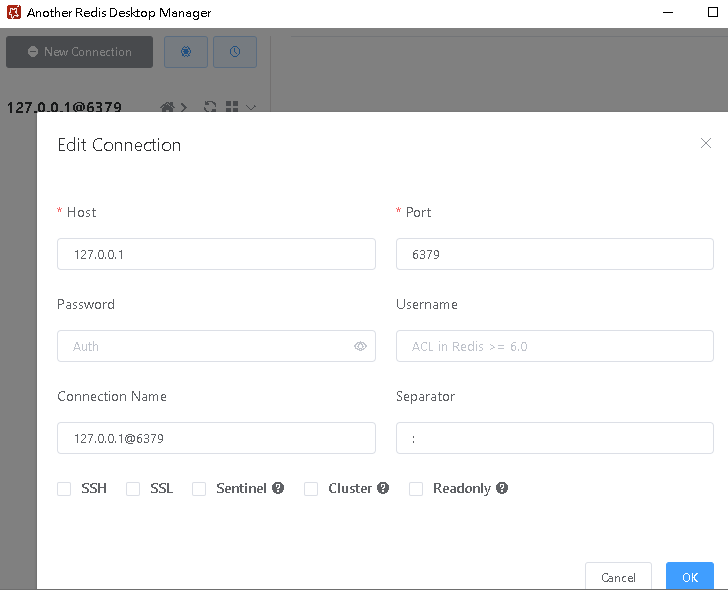 Another Redis Desktop Manager
New Connection
127.0.0.1@6379
Edit Connection
* Host
* Port
127.0.0.1
6379
Password
Username
Auth
ACL in Redis >= 6.0
Connection Name
Separator
127.0.0.1@6379
:
SSH SSL Sentinel ? Cluster ? Readonly ?
Cancel OK